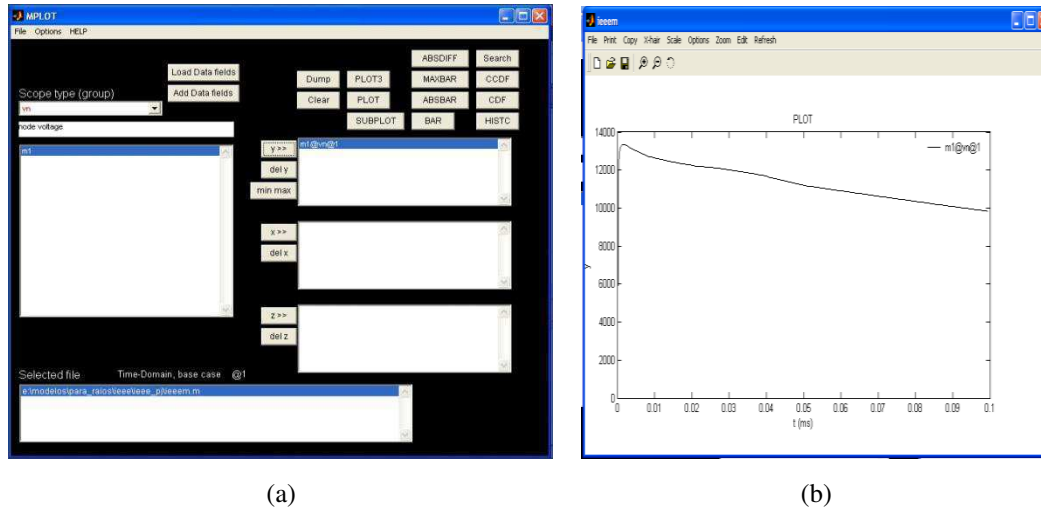 MPLOT
File Options HELP
Load Data fields
Add Data fields
Scope type (group)
vn
node voltage
m1
Dump
Clear
PLOT3
PLOT
SUBPLOT
ABSDIFF
MAXBAR
ABSBAR
BAR
Search
CCDF
CDF
HISTC
y >>
del y
min max
m1@vn@1
x >>
del x
z >>
del z
Selected file Time-Domain, base case @1
e:\modelos\para_raios\ieee\ieee_pl\ieeem.m
(a)
ieeem
File Print Copy X-hair Scale Options Zoom Edit Refresh
PLOT
m1@vn@1
14000
12000
10000
8000
6000
4000
2000
0
y
0 0.01 0.02 0.03 0.04 0.05 0.06 0.07 0.08 0.09 0.1
t (ms)
(b)